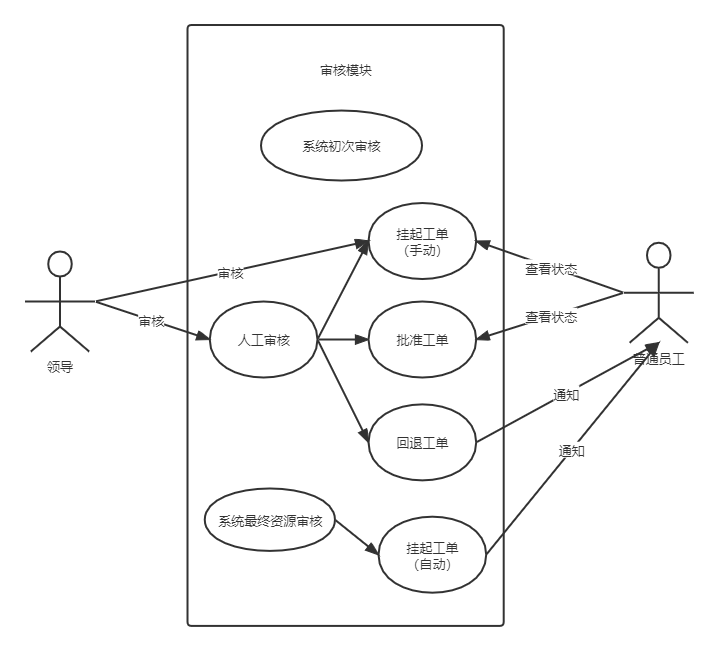 审核模块
系统初次审核
挂起工单
（手动）
审核
查看状态
审核
人工审核
批准工单
查看状态
领导
普通员工
通知
回退工单
通知
系统最终资源审核
挂起工单
（自动）